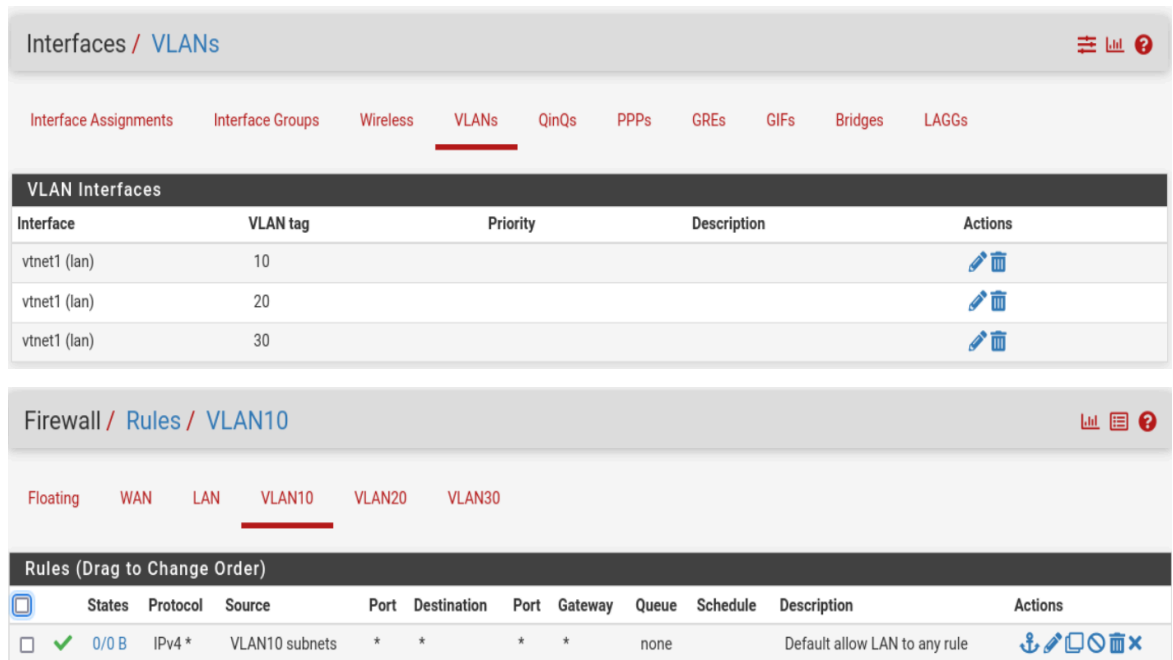 Interfaces / VLANs
Interface Assignments Interface Groups Wireless VLANs QinQs PPPs GREs GIFs Bridges LAGGs
VLAN Interfaces
Interface VLAN tag Priority Description Actions
vtnet1 (lan) 10
vtnet1 (lan) 20
vtnet1 (lan) 30
Firewall / Rules / VLAN10
Floating WAN LAN VLAN10 VLAN20 VLAN30
Rules (Drag to Change Order)
States Protocol Source Port Destination Port Gateway Queue Schedule Description Actions
0/0 B IPv4 * VLAN10 subnets * * * * none Default allow LAN to any rule